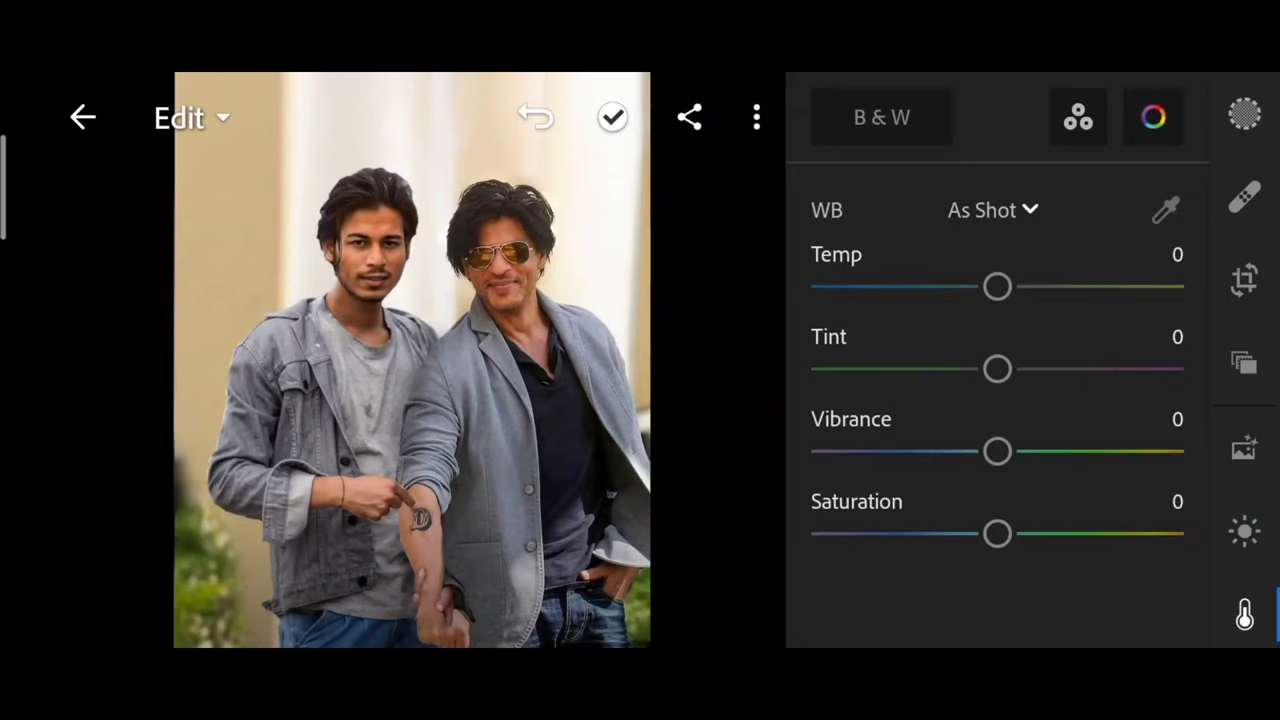 Edit
B & W
WB As Shot
Temp 0
Tint 0
Vibrance 0
Saturation 0